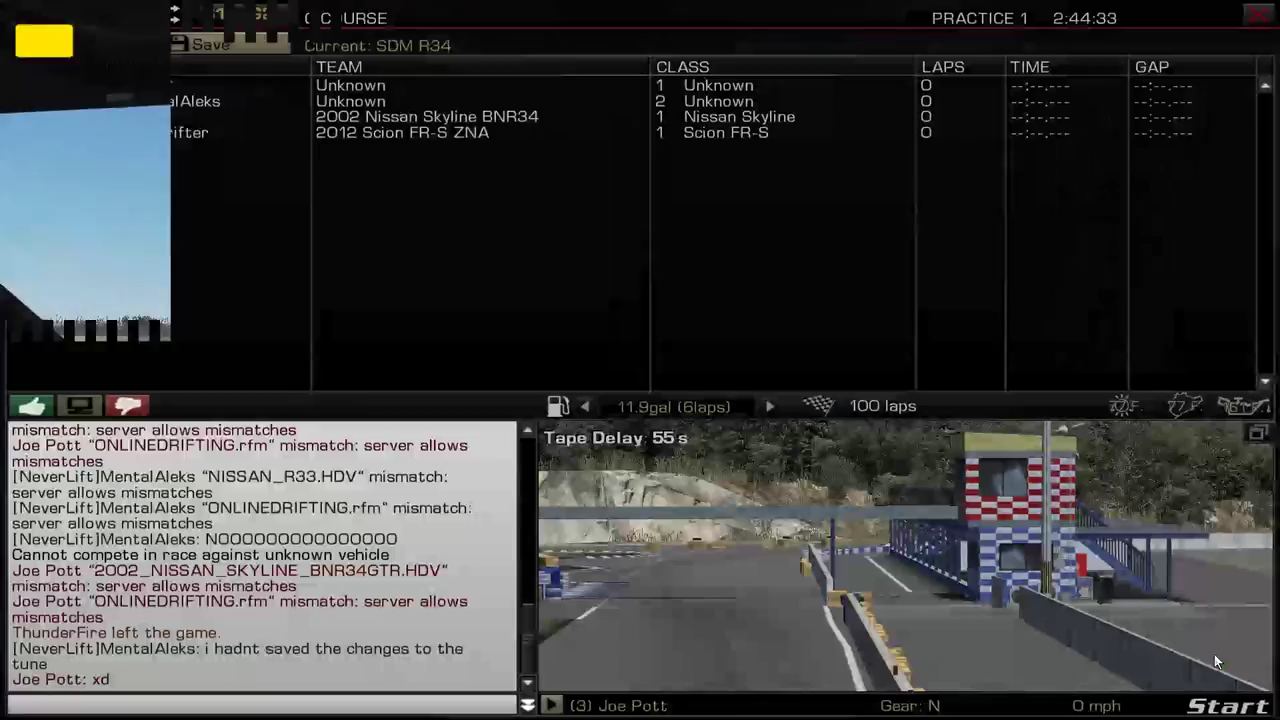 C URSE
PRACTICE 1 2:44:33
Save
Current: SDM R34
TEAM CLASS LAPS TIME GAP
Unknown 1 Unknown 0 --:--.--- --:--.---
alAleks Unknown 2 Unknown 0 --:--.--- --:--.---
2002 Nissan Skyline BNR34 1 Nissan Skyline 0 --:--.--- --:--.---
ifter 2012 Scion FR-S ZNA 1 Scion FR-S 0 --:--.--- --:--.---
11.9gal (6laps) 100 laps
mismatch: server allows mismatches
Joe Pott "ONLINEDRIFTING.rfm" mismatch: server allows
mismatches
[NeverLift]MentalAleks "NISSAN_R33.HDV" mismatch:
server allows mismatches
[NeverLift]MentalAleks "ONLINEDRIFTING.rfm" mismatch:
server allows mismatches
[NeverLift]MentalAleks: NOOOOOOOOOOOOOO
Cannot compete in race against unknown vehicle
Joe Pott "2002_NISSAN_SKYLINE_BNR34GTR.HDV"
mismatch: server allows mismatches
Joe Pott "ONLINEDRIFTING.rfm" mismatch: server allows
mismatches
ThunderFire left the game.
[NeverLift]MentalAleks: i hadnt saved the changes to the
tune
Joe Pott: xd
Tape Delay: 55 s
(3) Joe Pott Gear: N 0 mph
Start